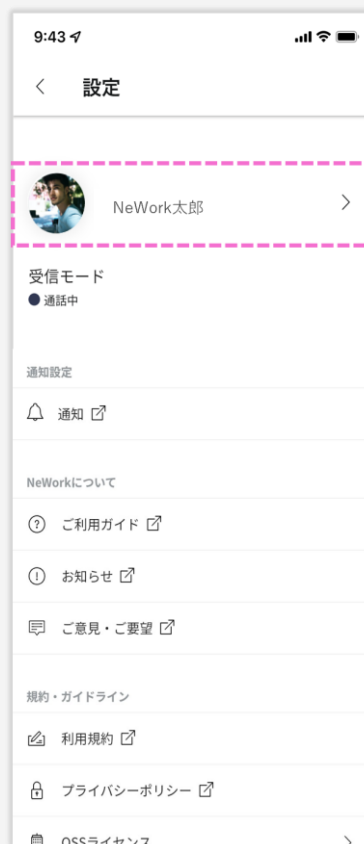 9:43
設定
NeWork太郎
受信モード
通話中
通知設定
通知
NeWorkについて
ご利用ガイド
お知らせ
ご意見・ご要望
規約・ガイドライン
利用規約
プライバシーポリシー
OSSライセンス